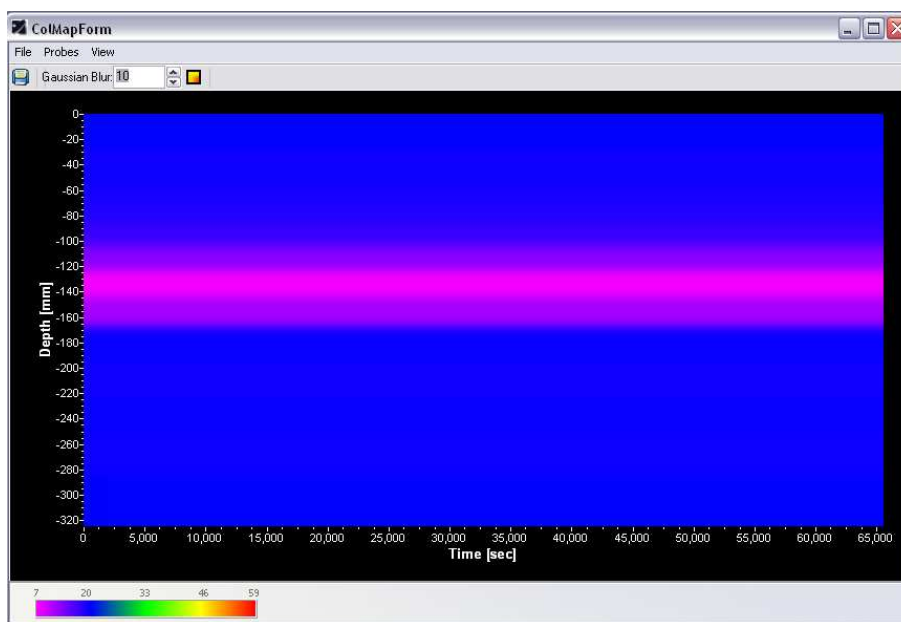 ColMapForm
File Probes View
Gaussian Blur: 10
0
-20
-40
-60
-80
-100
-120
-140
-160
-180
-200
-220
-240
-260
-280
-300
-320
Depth [mm]
0 5,000 10,000 15,000 20,000 25,000 30,000 35,000 40,000 45,000 50,000 55,000 60,000 65,000
Time [sec]
7 20 33 46 59